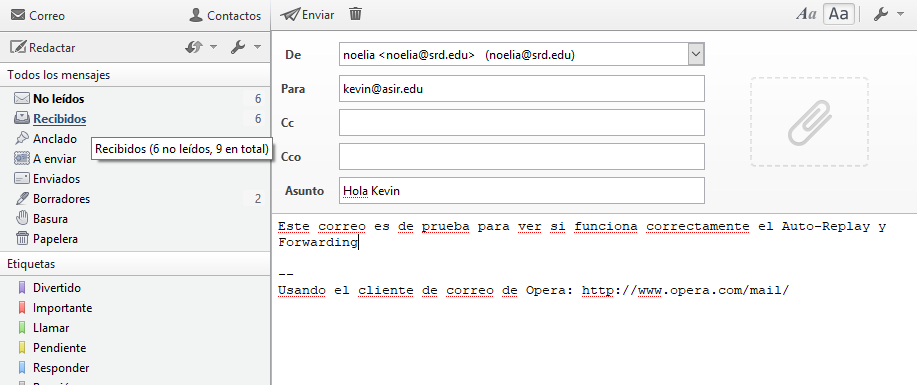 Correo
Contactos
Redactar
Todos los mensajes
No leídos 6
Recibidos 6
Anclado
Recibidos (6 no leídos, 9 en total)
A enviar
Enviados
Borradores 2
Basura
Papelera
Etiquetas
Divertido
Importante
Llamar
Pendiente
Responder
Enviar
Aa Aa
De noelia <noelia@srd.edu> (noelia@srd.edu)
Para kevin@asir.edu
Cc
Cco
Asunto Hola Kevin
Este correo es de prueba para ver si funciona correctamente el Auto-Replay y
Forwarding
--
Usando el cliente de correo de Opera: http://www.opera.com/mail/